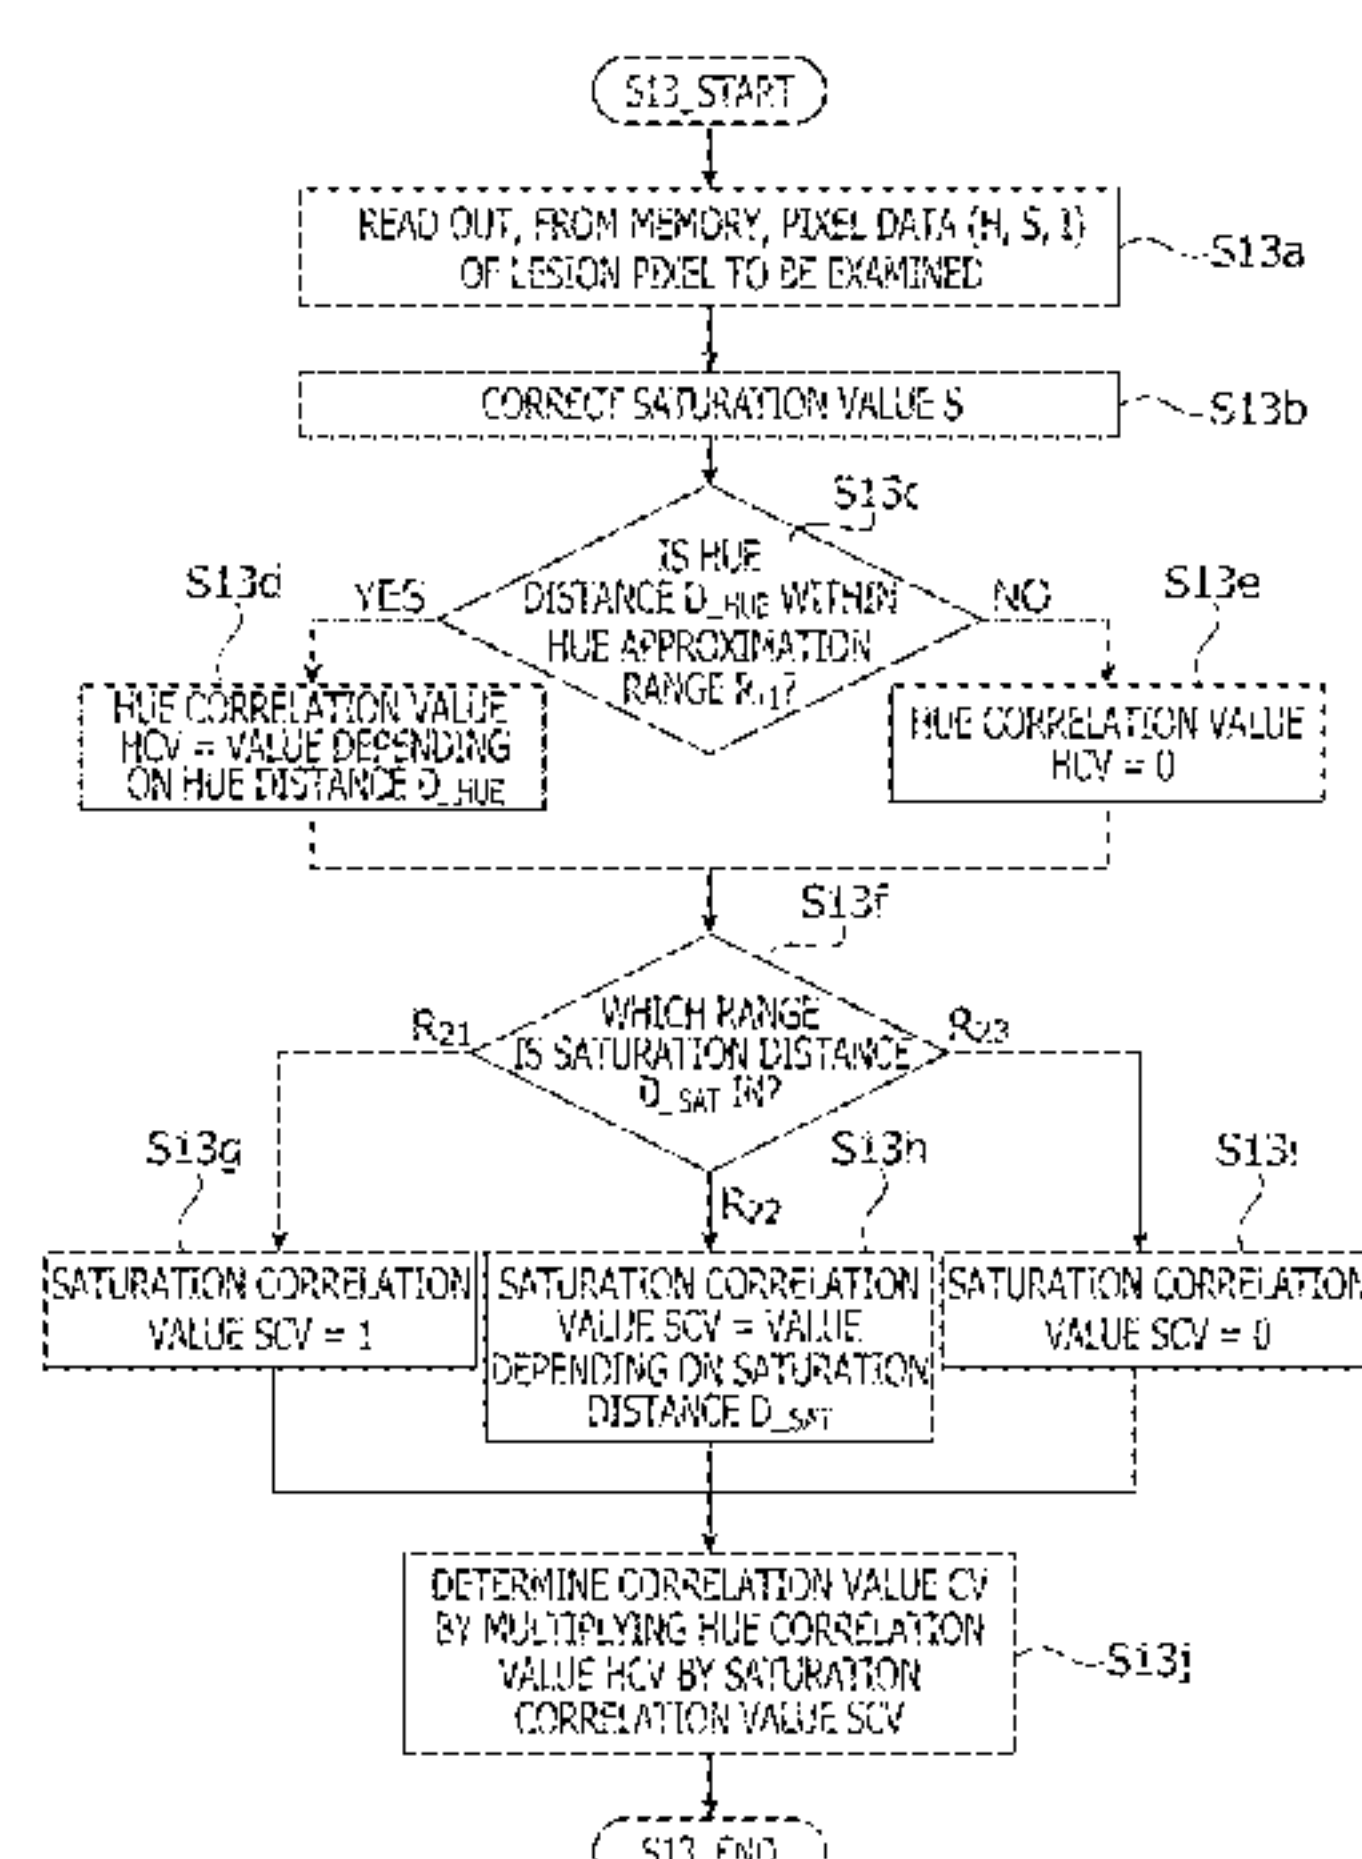 S13_START
READ OUT, FROM MEMORY, PIXEL DATA (H, S, I)
OF LESION PIXEL TO BE EXAMINED
S13a
CORRECT SATURATION VALUE S
S13b
S13c
IS HUE
DISTANCE D_HUE WITHIN
HUE APPROXIMATION
RANGE R11?
YES
NO
S13d
HUE CORRELATION VALUE
HCV = VALUE DEPENDING
ON HUE DISTANCE D_HUE
S13e
HUE CORRELATION VALUE
HCV = 0
S13f
WHICH RANGE
IS SATURATION DISTANCE
D_SAT IN?
R21
R22
R23
S13g
SATURATION CORRELATION
VALUE SCV = 1
S13h
SATURATION CORRELATION
VALUE SCV = VALUE
DEPENDING ON SATURATION
DISTANCE D_SAT
S13i
SATURATION CORRELATION
VALUE SCV = 0
DETERMINE CORRELATION VALUE CV
BY MULTIPLYING HUE CORRELATION
VALUE HCV BY SATURATION
CORRELATION VALUE SCV
S13j
S13_END